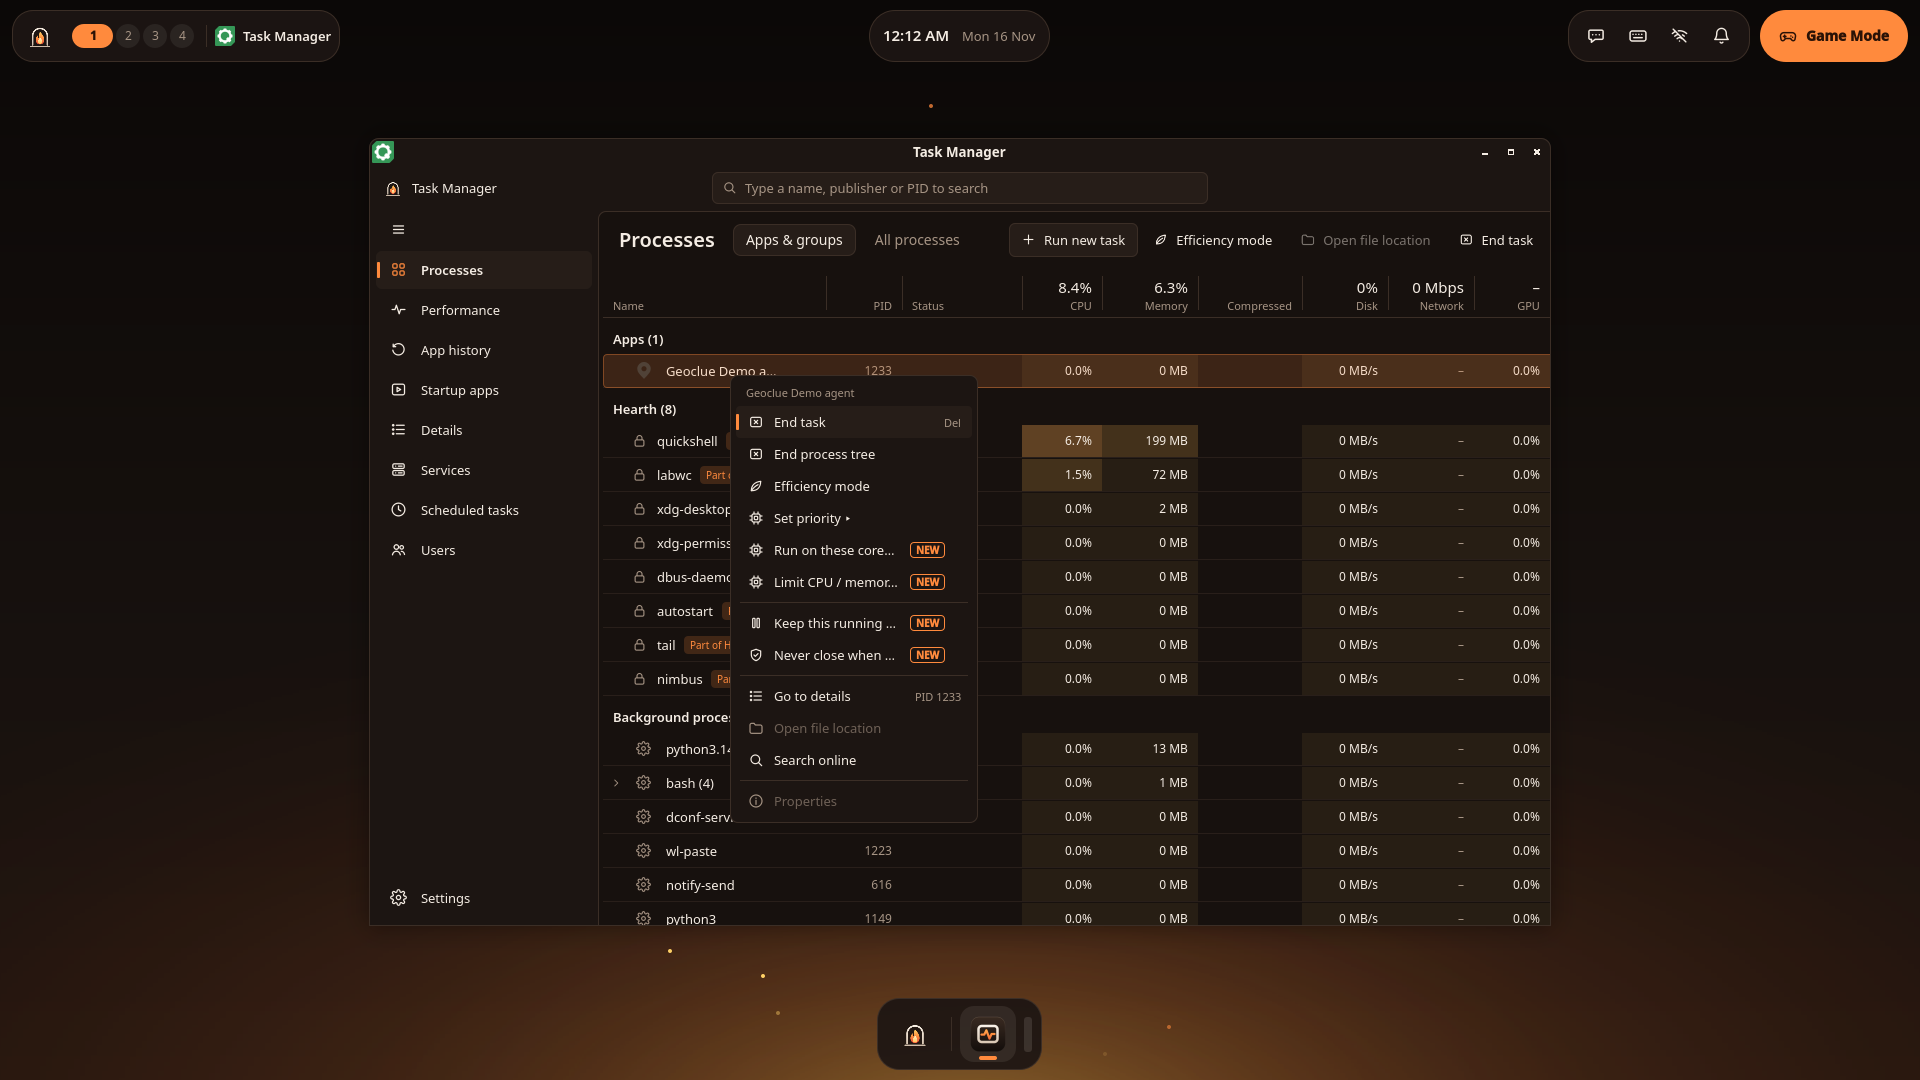 1 2 3 4 Task Manager
12:12 AM Mon 16 Nov
Game Mode
Task Manager
Task Manager
Type a name, publisher or PID to search
Processes
Performance
App history
Startup apps
Details
Services
Scheduled tasks
Users
Settings
Processes Apps & groups All processes Run new task Efficiency mode Open file location End task
8.4% 6.3% 0% 0 Mbps –
Name PID Status CPU Memory Compressed Disk Network GPU
Apps (1)
Geoclue Demo a... 1233 0.0% 0 MB 0 MB/s – 0.0%
Hearth (8)
quickshell 6.7% 199 MB 0 MB/s – 0.0%
labwc Part 1.5% 72 MB 0 MB/s – 0.0%
xdg-desktop 0.0% 2 MB 0 MB/s – 0.0%
xdg-permiss 0.0% 0 MB 0 MB/s – 0.0%
dbus-daemo 0.0% 0 MB 0 MB/s – 0.0%
autostart 0.0% 0 MB 0 MB/s – 0.0%
tail Part of H 0.0% 0 MB 0 MB/s – 0.0%
nimbus Pa 0.0% 0 MB 0 MB/s – 0.0%
Background proces
python3.14 0.0% 13 MB 0 MB/s – 0.0%
bash (4) 0.0% 1 MB 0 MB/s – 0.0%
dconf-servi 0.0% 0 MB 0 MB/s – 0.0%
wl-paste 1223 0.0% 0 MB 0 MB/s – 0.0%
notify-send 616 0.0% 0 MB 0 MB/s – 0.0%
python3 1149 0.0% 0 MB 0 MB/s – 0.0%
Geoclue Demo agent
End task Del
End process tree
Efficiency mode
Set priority ▸
Run on these core... NEW
Limit CPU / memor... NEW
Keep this running ... NEW
Never close when ... NEW
Go to details PID 1233
Open file location
Search online
Properties